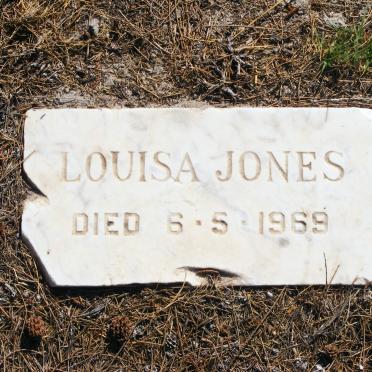 LOUISA JONES
DIED 6·5·1969